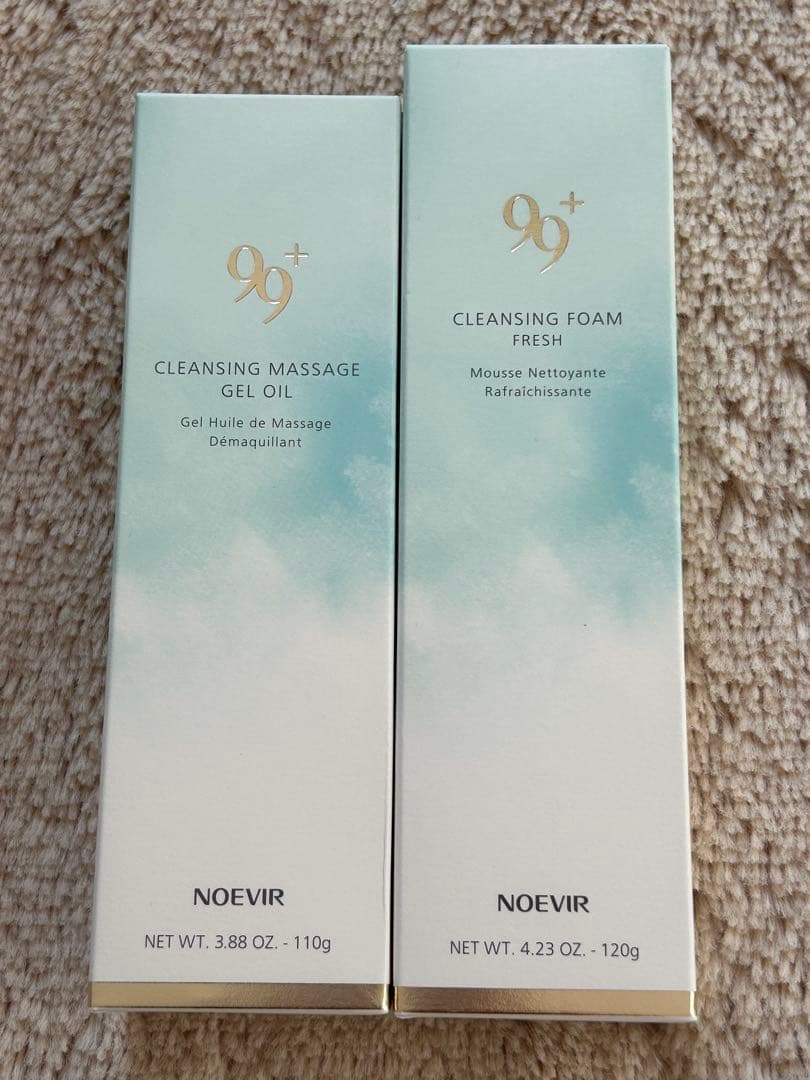 99+
CLEANSING MASSAGE
GEL OIL
Gel Huile de Massage
Démaquillant
NOEVIR
NET WT. 3.88 OZ. - 110g
99+
CLEANSING FOAM
FRESH
Mousse Nettoyante
Rafraîchissante
NOEVIR
NET WT. 4.23 OZ. - 120g